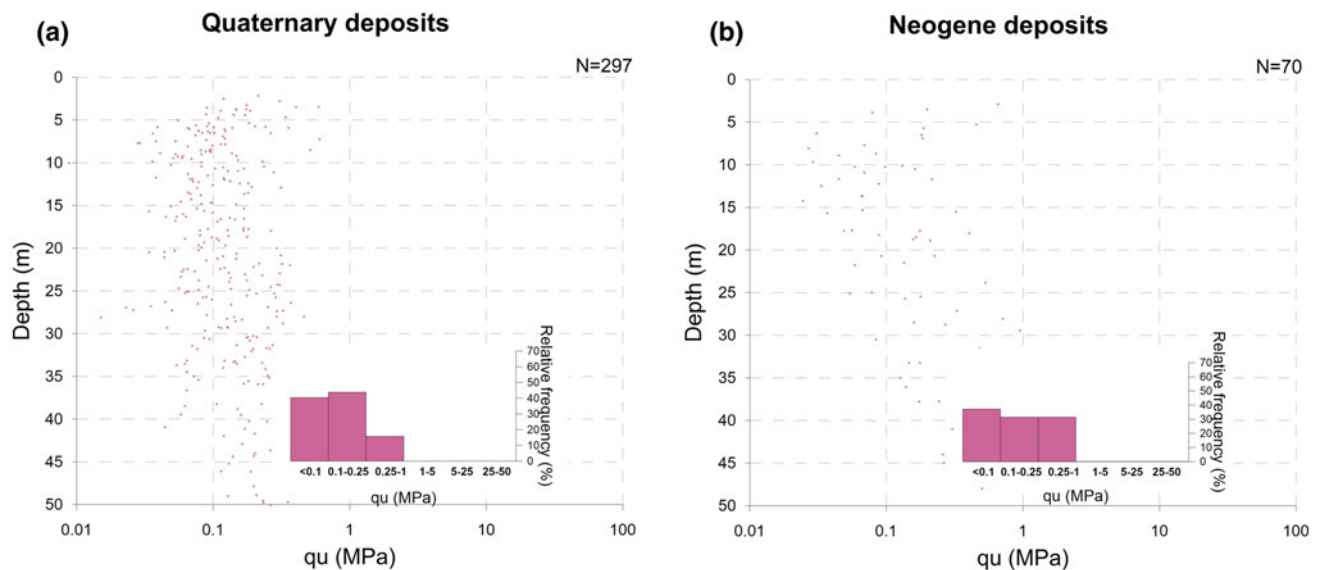 (a) Quaternary deposits
N=297
0
5
10
15
20
25
30
35
40
45
50
Depth (m)
0.01 0.1 1 10 100
qu (MPa)
70
60
50
40
30
20
10
0
Relative frequency (%)
<0.1 0.1-0.25 0.25-1 1-5 5-25 25-50
qu (MPa)
(b) Neogene deposits
N=70
0
5
10
15
20
25
30
35
40
45
50
Depth (m)
0.01 0.1 1 10 100
qu (MPa)
70
60
50
40
30
20
10
0
Relative frequency (%)
<0.1 0.1-0.25 0.25-1 1-5 5-25 25-50
qu (MPa)